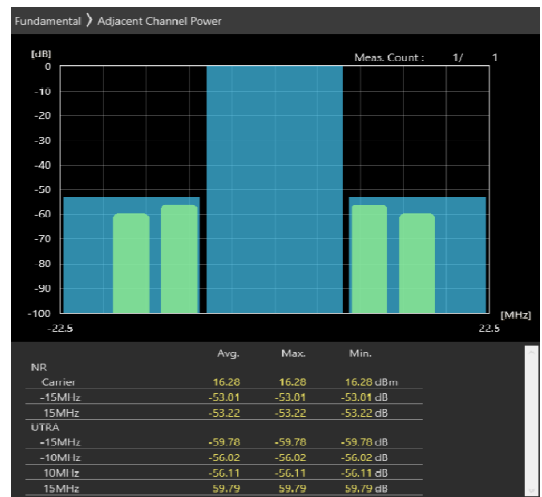 Fundamental ❯ Adjacent Channel Power
[dB]
Meas. Count : 1/ 1
0
-10
-20
-30
-40
-50
-60
-70
-80
-90
-100
[MHz]
-22.5 22.5
Avg. Max. Min.
NR
Carrier 16.28 16.28 16.28 dBm
-15MHz -53.01 -53.01 -53.01 dB
15MHz -53.22 -53.22 -53.22 dB
UTRA
-15MHz -59.78 -59.78 -59.78 dB
-10MHz -56.02 -56.02 -56.02 dB
10MHz -56.11 -56.11 -56.11 dB
15MHz 59.79 59.79 59.79 dB